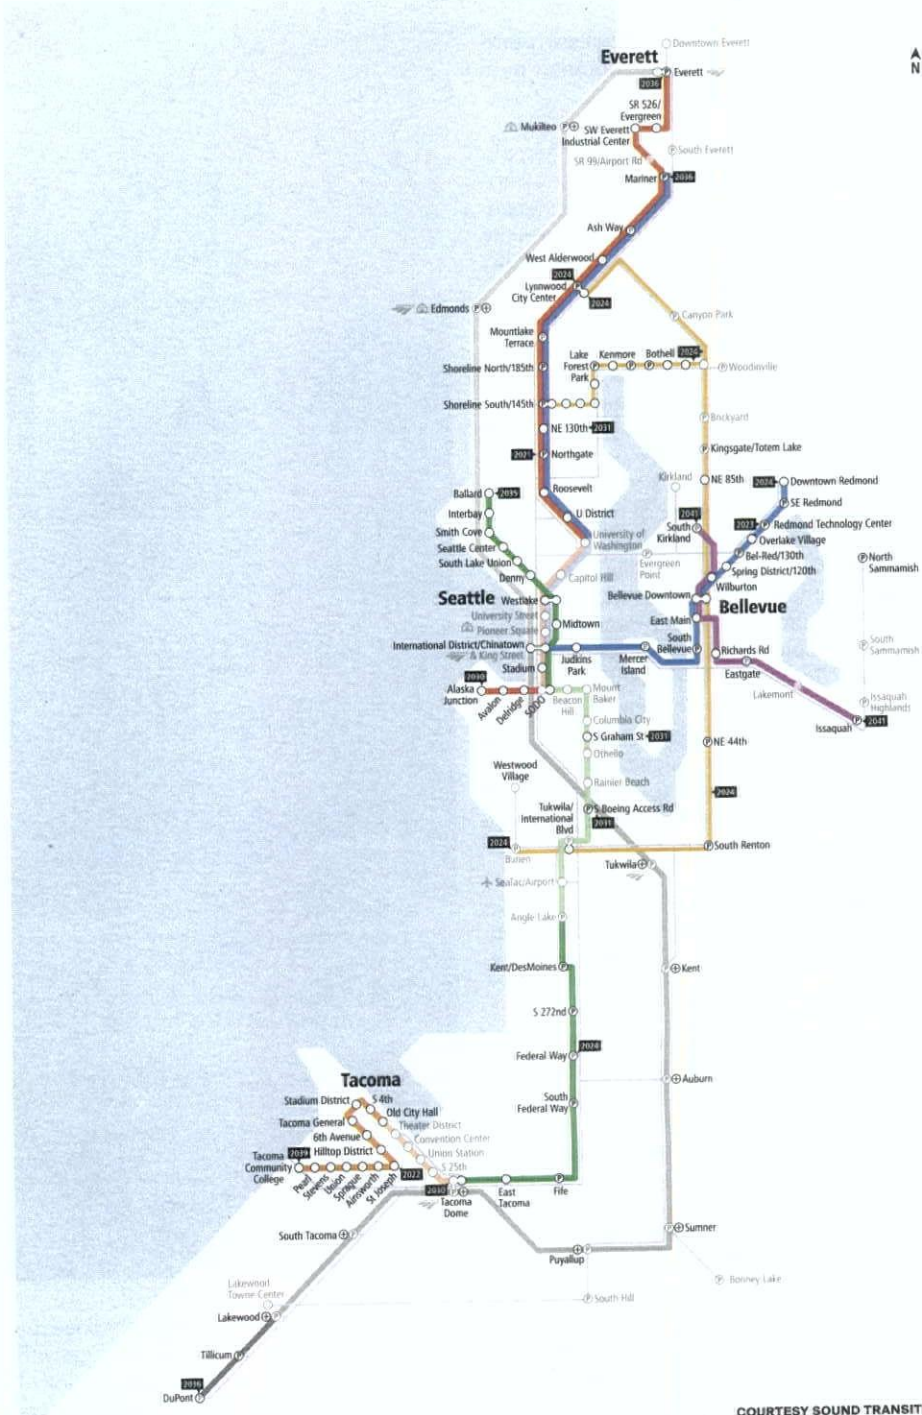 Downtown Everett
Everett
Everett
N
2036
SR 526/
Evergreen
Mukilteo
SW Everett
Industrial Center
South Everett
SR 99/Airport Rd
Mariner
2036
Ash Way
West Alderwood
2024
Lynnwood
City Center
2024
Edmonds
Canyon Park
Mountlake
Terrace
Lake
Forest
Park
Kenmore
Bothell
2024
Shoreline North/185th
Woodinville
Shoreline South/145th
Brickyard
NE 130th
2031
2021
Northgate
Kingsgate/Totem Lake
Kirkland
NE 85th
2024
Downtown Redmond
Ballard
2035
Roosevelt
SE Redmond
Interbay
U District
2041
South
Kirkland
2023
Redmond Technology Center
Smith Cove
University of
Washington
Overlake Village
Seattle Center
Bel-Red/130th
North
Sammamish
South Lake Union
Evergreen
Point
Spring District/120th
Denny
Capitol Hill
Wilburton
Seattle
Westlake
Bellevue Downtown
Bellevue
University Street
Midtown
East Main
Pioneer Square
International District/Chinatown
& King Street
South
Bellevue
South
Sammamish
Stadium
Judkins
Park
Mercer
Island
Richards Rd
Eastgate
2030
Alaska
Junction
Avalon
Delridge
SODO
Beacon
Hill
Mount
Baker
Lakemont
Issaquah
Highlands
Columbia City
Issaquah
2041
S Graham St
2031
NE 44th
Othello
Westwood
Village
Rainier Beach
2024
Tukwila/
International
Blvd
S Boeing Access Rd
2031
2024
Burien
South Renton
Tukwila
SeaTac/Airport
Angle Lake
Kent/DesMoines
Kent
S 272nd
2024
Federal Way
Auburn
Tacoma
South
Federal Way
Stadium District
S 4th
Old City Hall
Tacoma General
Theater District
6th Avenue
Convention Center
2039
Hilltop District
Union Station
Tacoma
Community
College
S 25th
Pearl
Stevens
Union
Sprague
Ainsworth
St. Joseph
2022
2030
Tacoma
Dome
East
Tacoma
Fife
South Tacoma
Sumner
Puyallup
Bonney Lake
Lakewood
Towne Center
South Hill
Lakewood
Tillicum
2036
DuPont
COURTESY SOUND TRANSIT